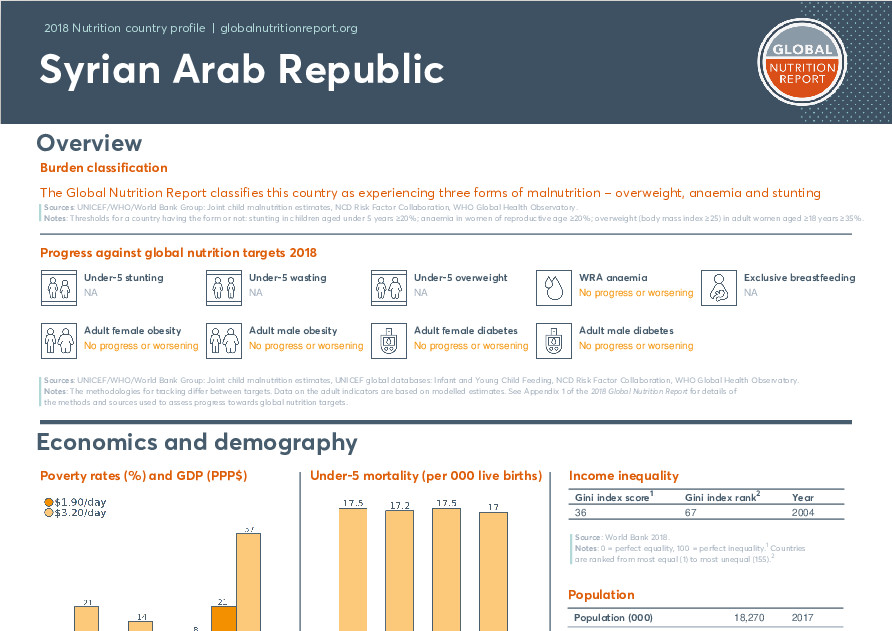 2018 Nutrition country profile | globalnutritionreport.org
Syrian Arab Republic
GLOBAL
NUTRITION
REPORT
Overview
Burden classification
The Global Nutrition Report classifies this country as experiencing three forms of malnutrition – overweight, anaemia and stunting
Sources: UNICEF/WHO/World Bank Group: Joint child malnutrition estimates, NCD Risk Factor Collaboration, WHO Global Health Observatory.
Notes: Thresholds for a country having the form or not: stunting in children aged under 5 years ≥20%; anaemia in women of reproductive age ≥20%; overweight (body mass index ≥25) in adult women aged ≥18 years ≥35%.
Progress against global nutrition targets 2018
Under-5 stunting
NA
Under-5 wasting
NA
Under-5 overweight
NA
WRA anaemia
No progress or worsening
Exclusive breastfeeding
NA
Adult female obesity
No progress or worsening
Adult male obesity
No progress or worsening
Adult female diabetes
No progress or worsening
Adult male diabetes
No progress or worsening
Sources: UNICEF/WHO/World Bank Group: Joint child malnutrition estimates, UNICEF global databases: Infant and Young Child Feeding, NCD Risk Factor Collaboration, WHO Global Health Observatory.
Notes: The methodologies for tracking differ between targets. Data on the adult indicators are based on modelled estimates. See Appendix 1 of the 2018 Global Nutrition Report for details of
the methods and sources used to assess progress towards global nutrition targets.
Economics and demography
Poverty rates (%) and GDP (PPP$)
$1.90/day
$3.20/day
21
14
8
21
57
Under-5 mortality (per 000 live births)
17.5
17.2
17.5
17
Income inequality
Gini index score1 Gini index rank2 Year
36 67 2004
Source: World Bank 2018.
Notes: 0 = perfect equality, 100 = perfect inequality.1 Countries
are ranked from most equal (1) to most unequal (155).2
Population
Population (000) 18,270 2017